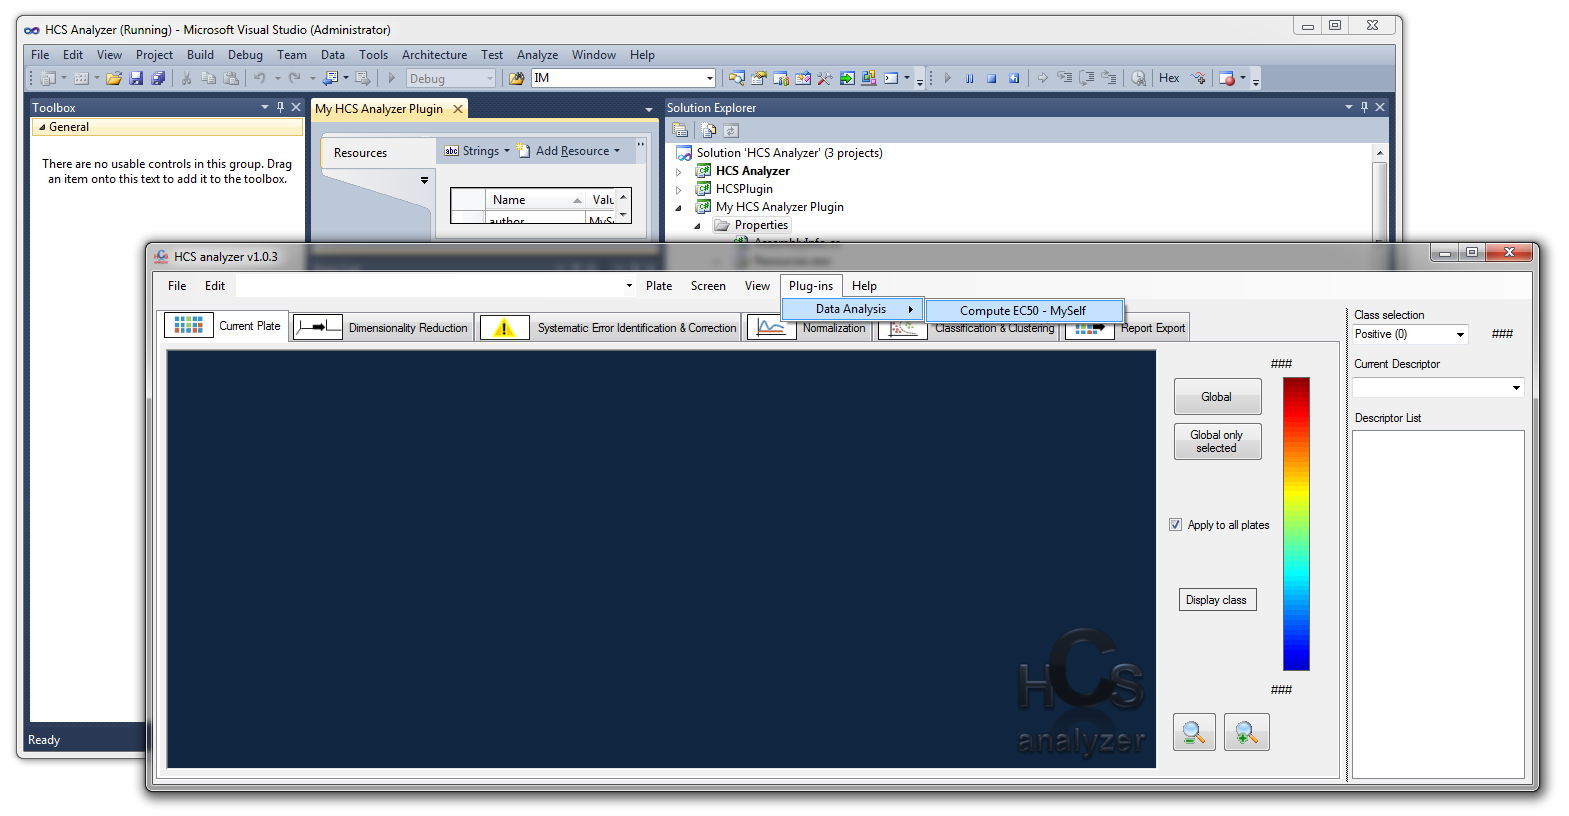 HCS Analyzer (Running) - Microsoft Visual Studio (Administrator)
File Edit View Project Build Debug Team Data Tools Architecture Test Analyze Window Help
Debug IM Hex
Toolbox
General
There are no usable controls in this group. Drag
an item onto this text to add it to the toolbox.
My HCS Analyzer Plugin
Resources
abc Strings Add Resource
Name Valu
author MyS
Solution Explorer
Solution 'HCS Analyzer' (3 projects)
HCS Analyzer
HCSPlugin
My HCS Analyzer Plugin
Properties
AssemblyInfo.cs
Ready
HCS analyzer v1.0.3
File Edit Plate Screen View Plug-ins Help
Data Analysis
Compute EC50 - MySelf
Current Plate Dimensionality Reduction Systematic Error Identification & Correction Normalization Classification & Clustering Report Export
###
Global
Global only
selected
Apply to all plates
Display class
###
Class selection
Positive (0) ###
Current Descriptor
Descriptor List
HCS
analyzer